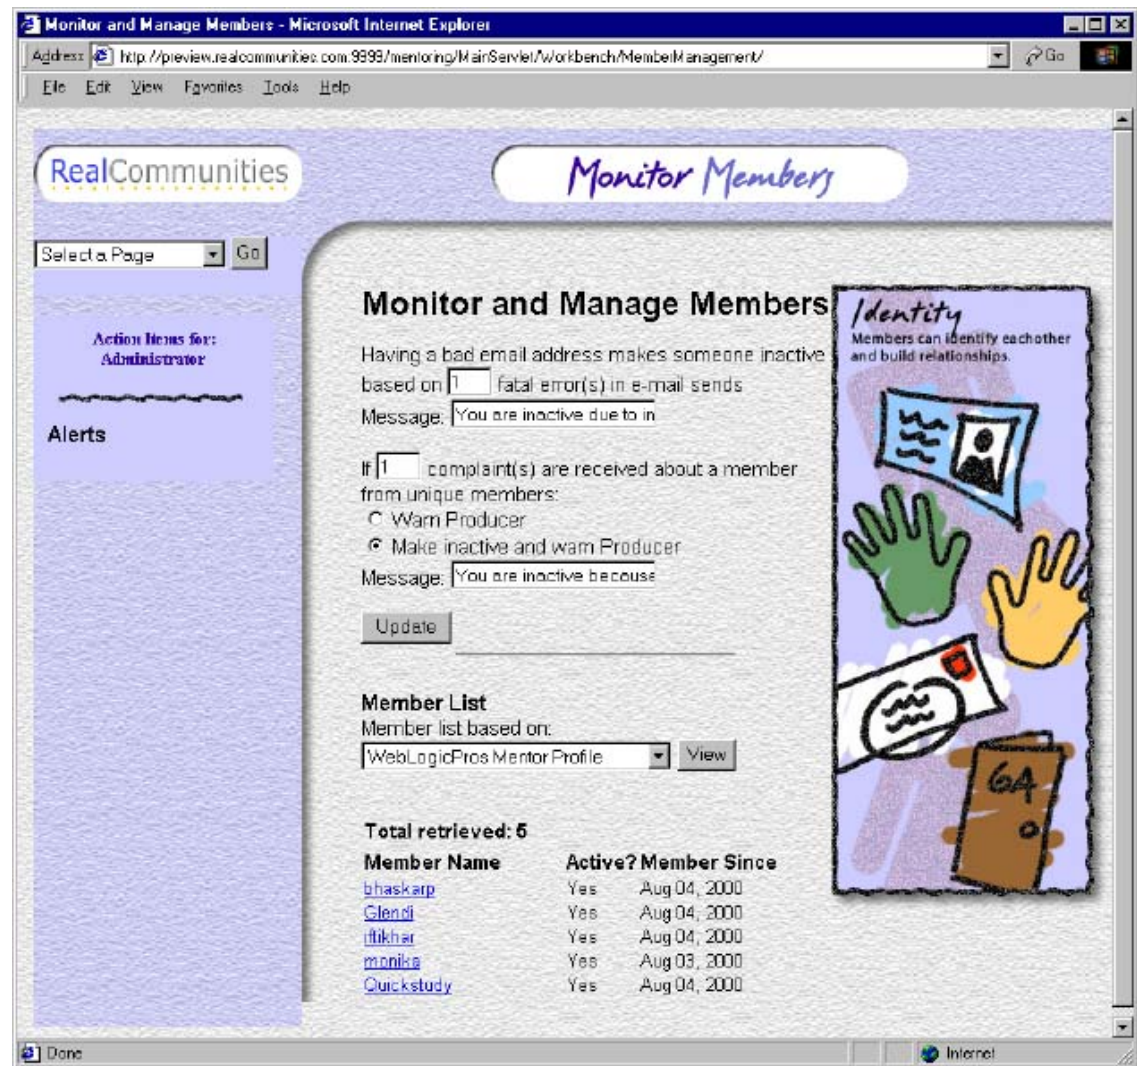 Monitor and Manage Members - Microsoft Internet Explorer
Address http://preview.realcommunities.com:9999/mentoring/MainServlet/Workbench/MemberManagement/ Go
File Edit View Favorites Tools Help
RealCommunities
Monitor Members
Select a Page Go
Action Items for:
Administrator
Alerts
Monitor and Manage Members
Having a bad email address makes someone inactive
based on 1 fatal error(s) in e-mail sends
Message: You are inactive due to in
If 1 complaint(s) are received about a member
from unique members:
Warn Producer
Make inactive and warn Producer
Message: You are inactive because
Update
Member List
Member list based on:
WebLogicPros Mentor Profile View
Total retrieved: 5
Member Name Active? Member Since
bhaskarp Yes Aug 04, 2000
Glendi Yes Aug 04, 2000
iftikhar Yes Aug 04, 2000
monika Yes Aug 03, 2000
Quickstudy Yes Aug 04, 2000
Identity
Members can identify eachother
and build relationships.
64
Done Internet